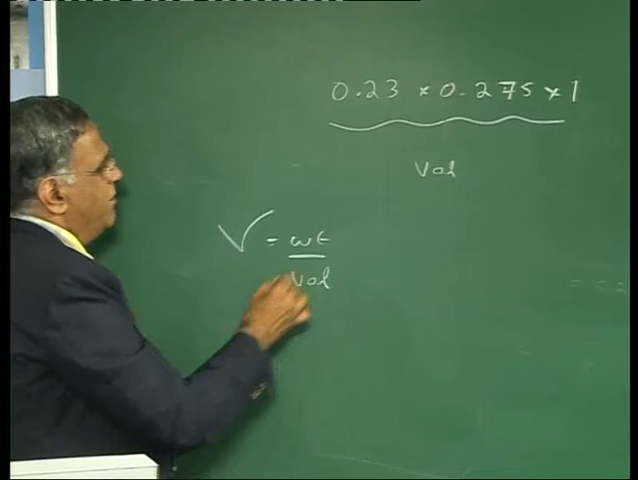 0.23 × 0.275 × 1
Vol
V = wt
Vol